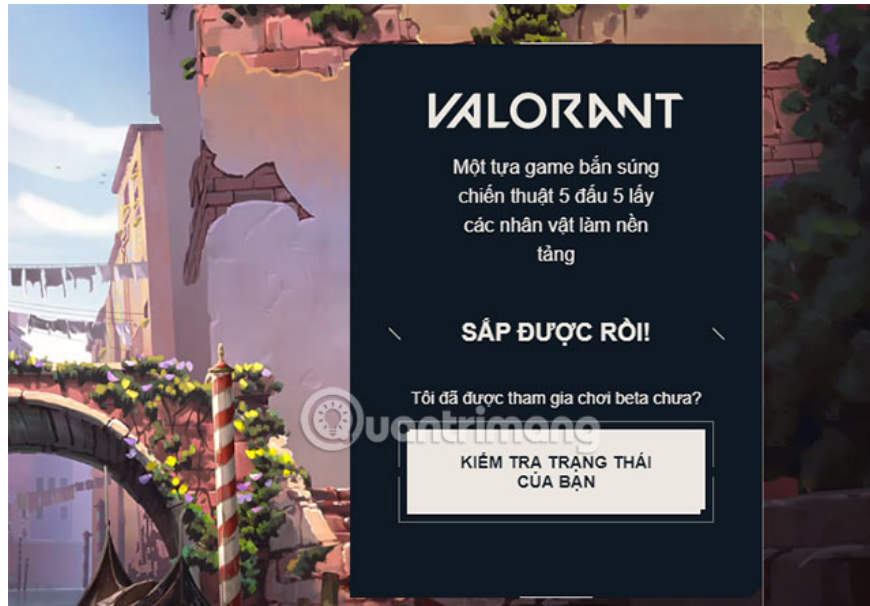 VALORANT
Một tựa game bắn súng
chiến thuật 5 đấu 5 lấy
các nhân vật làm nền
tảng
SẮP ĐƯỢC RỒI!
Tôi đã được tham gia chơi beta chưa?
Quantrimang
KIỂM TRA TRẠNG THÁI
CỦA BẠN